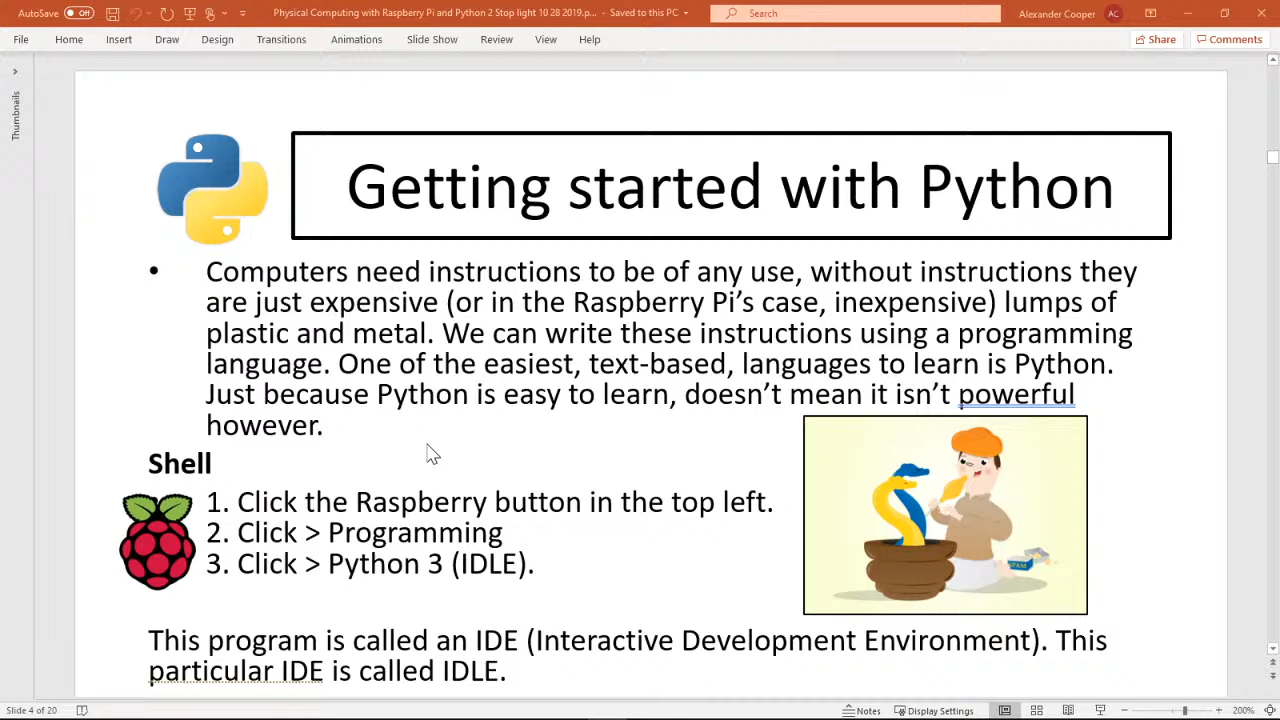 AutoSave Off
Physical Computing with Raspberry Pi and Python 2 Stop light 10 28 2019.p... - Saved to this PC
Search
Alexander Cooper AC
File Home Insert Draw Design Transitions Animations Slide Show Review View Help
Share Comments
Thumbnails
Getting started with Python
• Computers need instructions to be of any use, without instructions they
are just expensive (or in the Raspberry Pi’s case, inexpensive) lumps of
plastic and metal. We can write these instructions using a programming
language. One of the easiest, text-based, languages to learn is Python.
Just because Python is easy to learn, doesn’t mean it isn’t powerful
however.
Shell
1. Click the Raspberry button in the top left.
2. Click > Programming
3. Click > Python 3 (IDLE).
SPAM
This program is called an IDE (Interactive Development Environment). This
particular IDE is called IDLE.
Slide 4 of 20
Notes Display Settings 200%